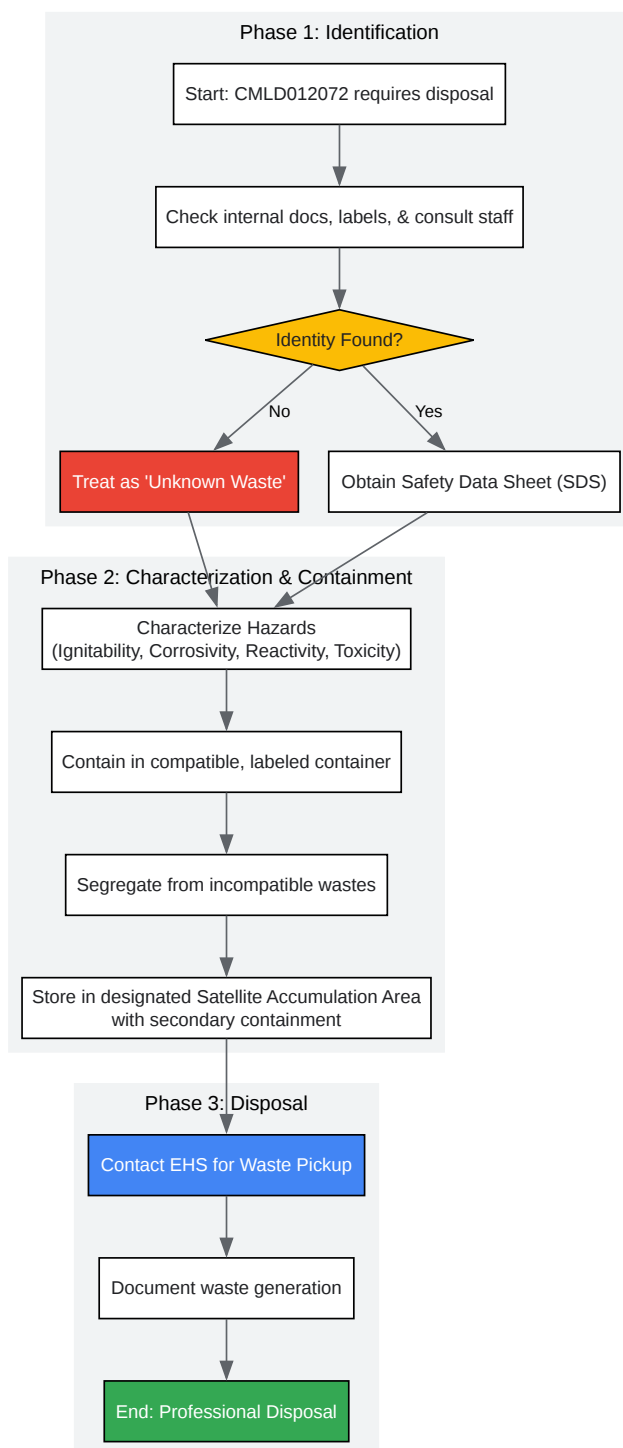 Phase 1: Identification
Start: CMLD012072 requires disposal
Check internal docs, labels, & consult staff
Identity Found?
No
Yes
Treat as 'Unknown Waste'
Obtain Safety Data Sheet (SDS)
Phase 2: Characterization & Containment
Characterize Hazards
(Ignitability, Corrosivity, Reactivity, Toxicity)
Contain in compatible, labeled container
Segregate from incompatible wastes
Store in designated Satellite Accumulation Area
with secondary containment
Phase 3: Disposal
Contact EHS for Waste Pickup
Document waste generation
End: Professional Disposal